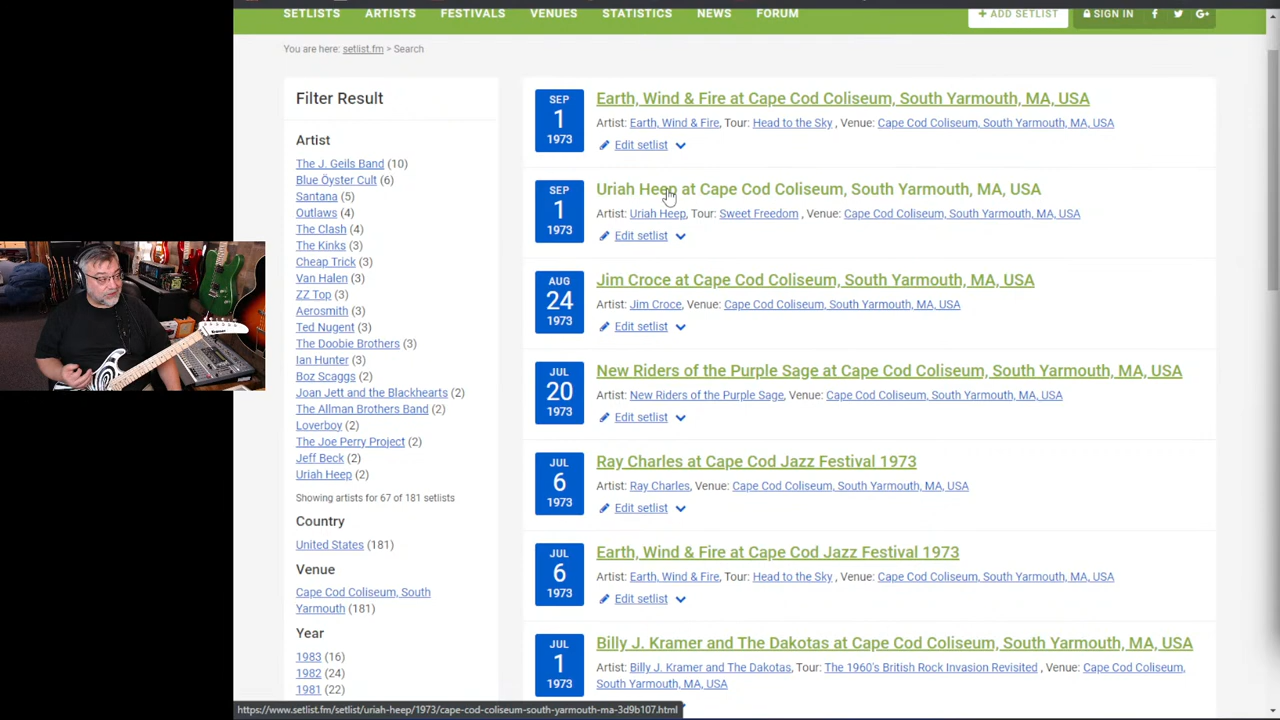 SETLISTS ARTISTS FESTIVALS VENUES STATISTICS NEWS FORUM + ADD SETLIST SIGN IN f G+
You are here: setlist.fm > Search
Filter Result
Artist
The J. Geils Band (10)
Blue Öyster Cult (6)
Santana (5)
Outlaws (4)
The Clash (4)
The Kinks (3)
Cheap Trick (3)
Van Halen (3)
ZZ Top (3)
Aerosmith (3)
Ted Nugent (3)
The Doobie Brothers (3)
Ian Hunter (3)
Boz Scaggs (2)
Joan Jett and the Blackhearts (2)
The Allman Brothers Band (2)
Loverboy (2)
The Joe Perry Project (2)
Jeff Beck (2)
Uriah Heep (2)
Showing artists for 67 of 181 setlists
Country
United States (181)
Venue
Cape Cod Coliseum, South
Yarmouth (181)
Year
1983 (16)
1982 (24)
1981 (22)
SEP
1
1973
Earth, Wind & Fire at Cape Cod Coliseum, South Yarmouth, MA, USA
Artist: Earth, Wind & Fire, Tour: Head to the Sky , Venue: Cape Cod Coliseum, South Yarmouth, MA, USA
Edit setlist
SEP
1
1973
Uriah Heep at Cape Cod Coliseum, South Yarmouth, MA, USA
Artist: Uriah Heep, Tour: Sweet Freedom , Venue: Cape Cod Coliseum, South Yarmouth, MA, USA
Edit setlist
AUG
24
1973
Jim Croce at Cape Cod Coliseum, South Yarmouth, MA, USA
Artist: Jim Croce, Venue: Cape Cod Coliseum, South Yarmouth, MA, USA
Edit setlist
JUL
20
1973
New Riders of the Purple Sage at Cape Cod Coliseum, South Yarmouth, MA, USA
Artist: New Riders of the Purple Sage, Venue: Cape Cod Coliseum, South Yarmouth, MA, USA
Edit setlist
JUL
6
1973
Ray Charles at Cape Cod Jazz Festival 1973
Artist: Ray Charles, Venue: Cape Cod Coliseum, South Yarmouth, MA, USA
Edit setlist
JUL
6
1973
Earth, Wind & Fire at Cape Cod Jazz Festival 1973
Artist: Earth, Wind & Fire, Tour: Head to the Sky , Venue: Cape Cod Coliseum, South Yarmouth, MA, USA
Edit setlist
JUL
1
1973
Billy J. Kramer and The Dakotas at Cape Cod Coliseum, South Yarmouth, MA, USA
Artist: Billy J. Kramer and The Dakotas, Tour: The 1960's British Rock Invasion Revisited , Venue: Cape Cod Coliseum,
South Yarmouth, MA, USA
https://www.setlist.fm/setlist/uriah-heep/1973/cape-cod-coliseum-south-yarmouth-ma-3d9b107.html